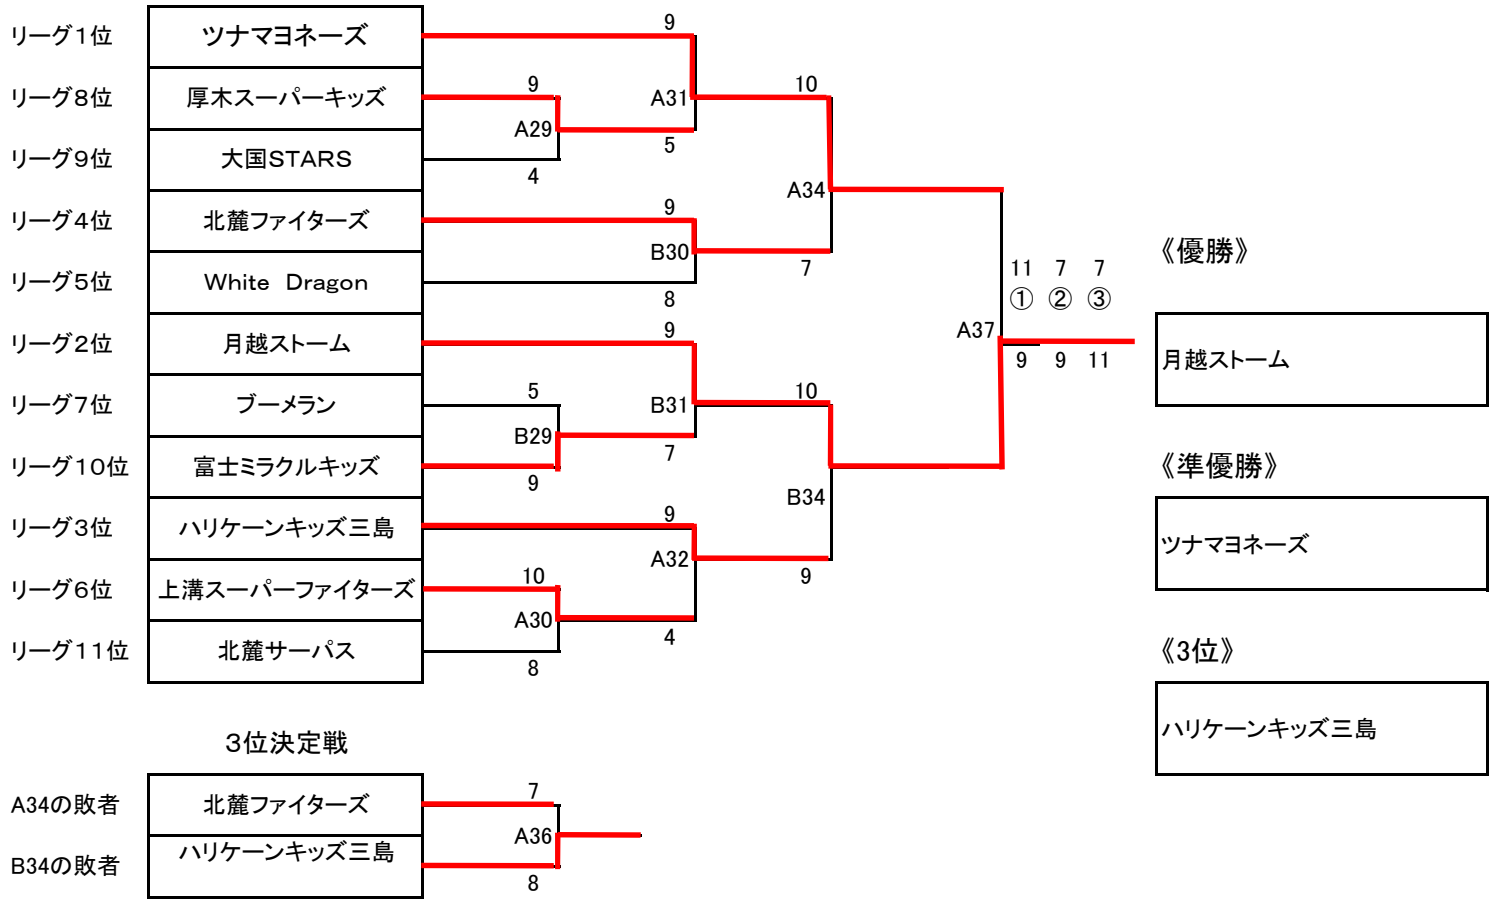 リーグ1位 ツナマヨネーズ 9
リーグ8位 厚木スーパーキッズ 9 A31 10
A29 5
リーグ9位 大国STARS 4
A34
リーグ4位 北麓ファイターズ 9
B30 7
リーグ5位 White Dragon 8
リーグ2位 月越ストーム 9
リーグ7位 ブーメラン 5 B31 10
B29 7
リーグ10位 富士ミラクルキッズ 9
B34
リーグ3位 ハリケーンキッズ三島 9
A32 9
リーグ6位 上溝スーパーファイターズ 10
A30 4
リーグ11位 北麓サーパス 8
11 7 7
① ② ③
A37
9 9 11
《優勝》
月越ストーム
《準優勝》
ツナマヨネーズ
《3位》
ハリケーンキッズ三島
3位決定戦
A34の敗者 北麓ファイターズ 7
A36
B34の敗者 ハリケーンキッズ三島 8